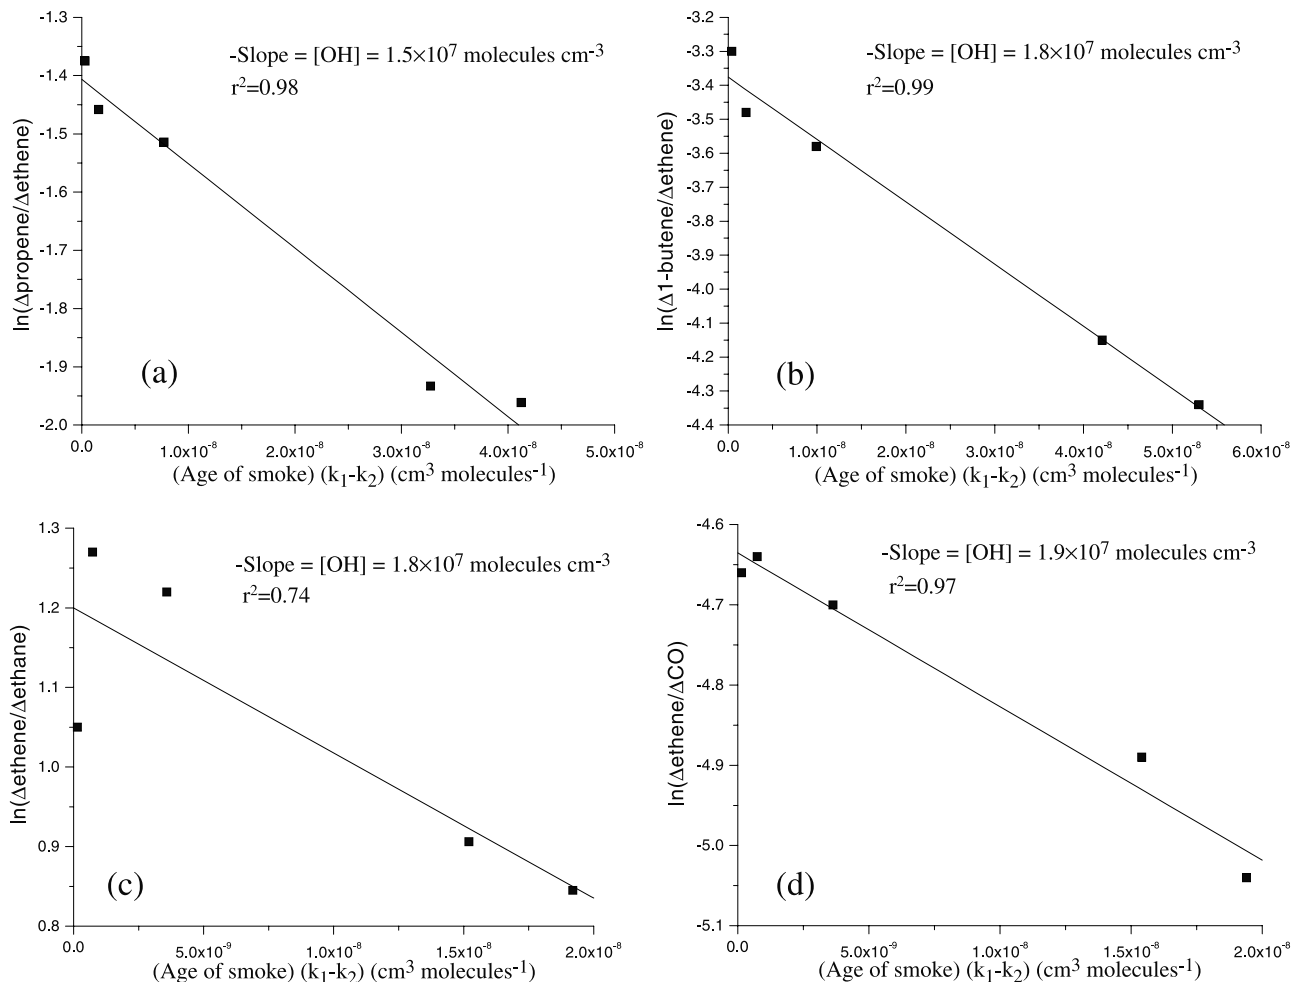 -Slope = [OH] = 1.5×10⁷ molecules cm⁻³
r²=0.98
ln(Δpropene/Δethene)
-1.3
-1.4
-1.5
-1.6
-1.7
-1.8
-1.9
-2.0
(a)
0.0 1.0x10⁻⁸ 2.0x10⁻⁸ 3.0x10⁻⁸ 4.0x10⁻⁸ 5.0x10⁻⁸
(Age of smoke) (k₁-k₂) (cm³ molecules⁻¹)
-Slope = [OH] = 1.8×10⁷ molecules cm⁻³
r²=0.99
ln(Δ1-butene/Δethene)
-3.2
-3.3
-3.4
-3.5
-3.6
-3.7
-3.8
-3.9
-4.0
-4.1
-4.2
-4.3
-4.4
(b)
0.0 1.0x10⁻⁸ 2.0x10⁻⁸ 3.0x10⁻⁸ 4.0x10⁻⁸ 5.0x10⁻⁸ 6.0x10⁻⁸
(Age of smoke) (k₁-k₂) (cm³ molecules⁻¹)
-Slope = [OH] = 1.8×10⁷ molecules cm⁻³
r²=0.74
ln(Δethene/Δethane)
1.3
1.2
1.1
1.0
0.9
0.8
(c)
0.0 5.0x10⁻⁹ 1.0x10⁻⁸ 1.5x10⁻⁸ 2.0x10⁻⁸
(Age of smoke) (k₁-k₂) (cm³ molecules⁻¹)
-Slope = [OH] = 1.9×10⁷ molecules cm⁻³
r²=0.97
ln(Δethene/ΔCO)
-4.6
-4.7
-4.8
-4.9
-5.0
-5.1
(d)
0.0 5.0x10⁻⁹ 1.0x10⁻⁸ 1.5x10⁻⁸ 2.0x10⁻⁸
(Age of smoke) (k₁-k₂) (cm³ molecules⁻¹)